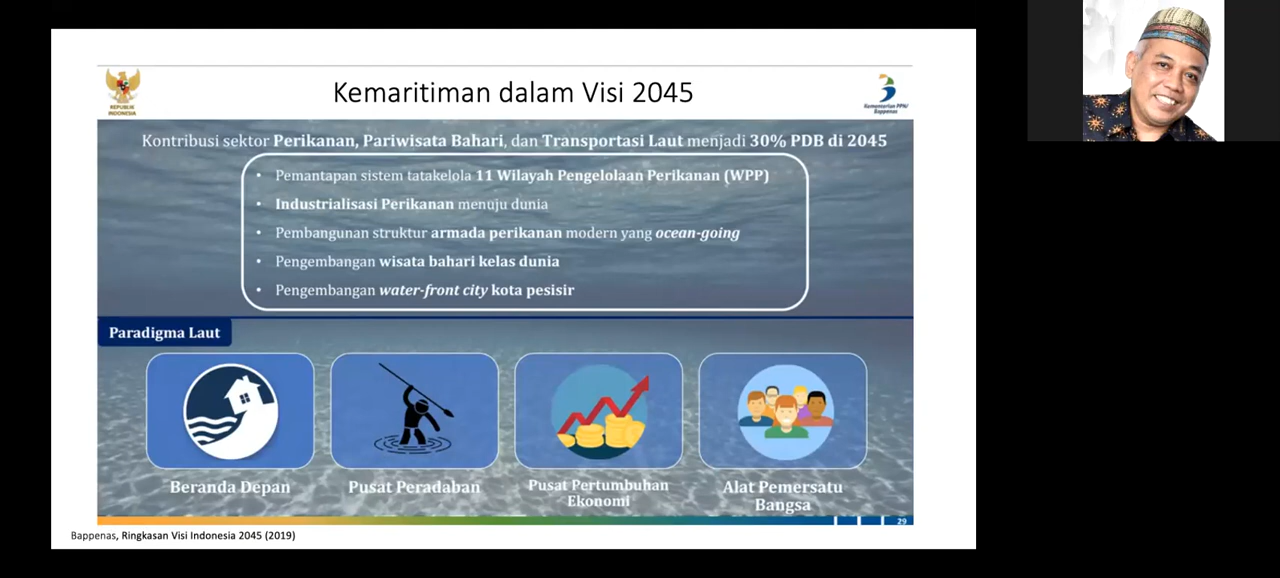 Kemaritiman dalam Visi 2045
REPUBLIK
INDONESIA
Kementerian PPN/
Bappenas
Kontribusi sektor Perikanan, Pariwisata Bahari, dan Transportasi Laut menjadi 30% PDB di 2045
• Pemantapan sistem tatakelola 11 Wilayah Pengelolaan Perikanan (WPP)
• Industrialisasi Perikanan menuju dunia
• Pembangunan struktur armada perikanan modern yang ocean-going
• Pengembangan wisata bahari kelas dunia
• Pengembangan water-front city kota pesisir
Paradigma Laut
Beranda Depan
Pusat Peradaban
Pusat Pertumbuhan
Ekonomi
Alat Pemersatu
Bangsa
29
Bappenas, Ringkasan Visi Indonesia 2045 (2019)